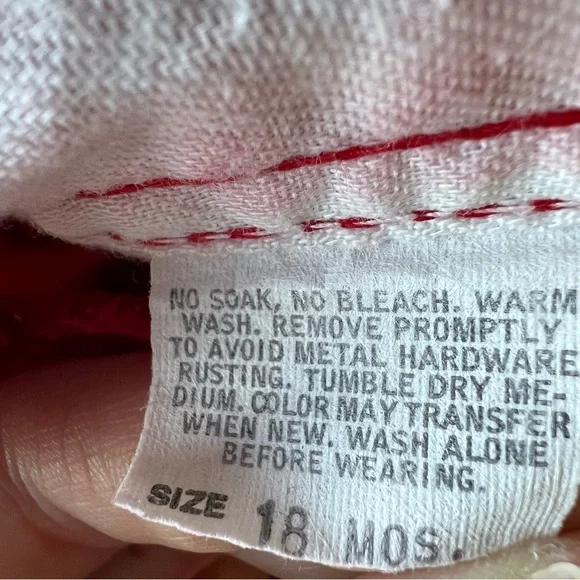 NO SOAK, NO BLEACH. WARM
WASH. REMOVE PROMPTLY
TO AVOID METAL HARDWARE
RUSTING. TUMBLE DRY ME-
DIUM. COLOR MAY TRANSFER
WHEN NEW. WASH ALONE
BEFORE WEARING.
SIZE 18 MOS.